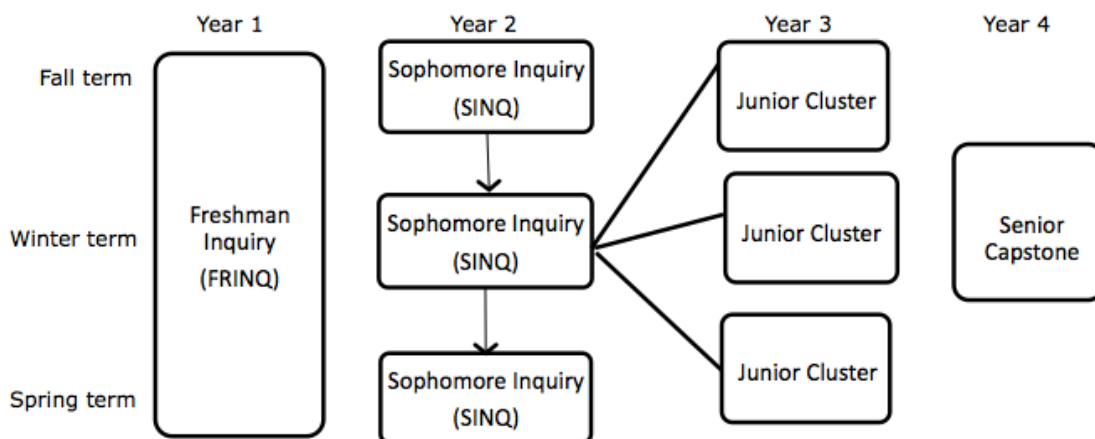 Year 1
Year 2
Year 3
Year 4
Fall term
Sophomore Inquiry
(SINQ)
Junior Cluster
Winter term
Freshman
Inquiry
(FRINQ)
Sophomore Inquiry
(SINQ)
Junior Cluster
Senior
Capstone
Spring term
Sophomore Inquiry
(SINQ)
Junior Cluster